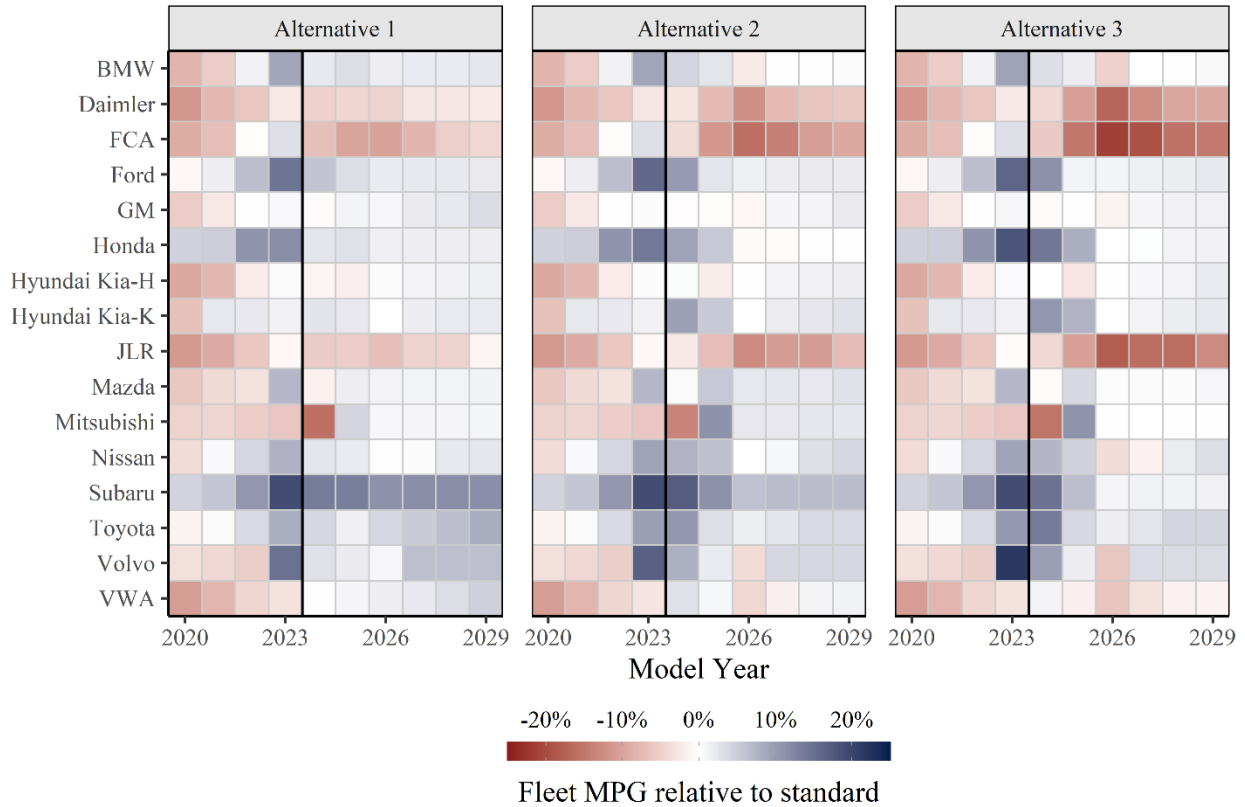 Alternative 1 Alternative 2 Alternative 3
BMW
Daimler
FCA
Ford
GM
Honda
Hyundai Kia-H
Hyundai Kia-K
JLR
Mazda
Mitsubishi
Nissan
Subaru
Toyota
Volvo
VWA
2020 2023 2026 2029 2020 2023 2026 2029 2020 2023 2026 2029
Model Year
-20% -10% 0% 10% 20%
Fleet MPG relative to standard